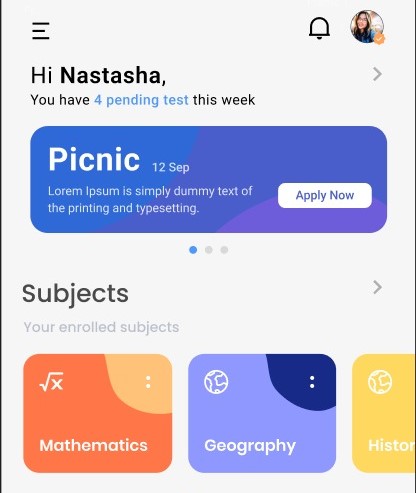 Hi Nastasha,
You have 4 pending test this week
Picnic 12 Sep
Lorem Ipsum is simply dummy text of
the printing and typesetting.
Apply Now
Subjects
Your enrolled subjects
√x
Mathematics
Geography
Histor